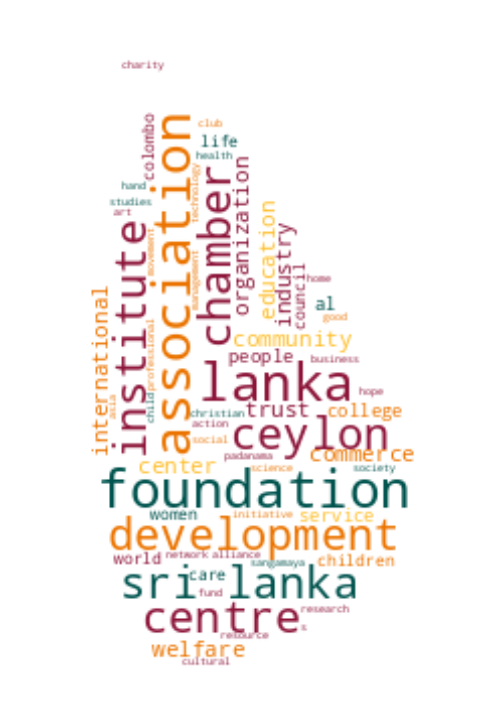 charity
club
colombo
association
life
health
hand
technology
studies
art
chamber
organization
education
institute
movement
industry
management
council
home
international
al
good
professional
community
people
business
lanka
hope
asia
child
christian
trust
college
action
ceylon
social
commerce
padanama
center
science
society
foundation
women
initiative
service
development
world
network
alliance
sangamaya
children
care
sri lanka
fund
centre
research
s
resource
welfare
cultural